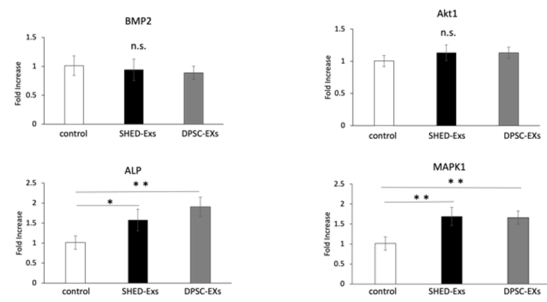 BMP2
n.s.
Fold Increase
1.5
1
0.5
0
control SHED-Exs DPSC-EXs
Akt1
n.s.
Fold Increase
1.5
1
0.5
0
control SHED-Exs DPSC-EXs
ALP
**
*
Fold Increase
2.5
2
1.5
1
0.5
0
control SHED-Exs DPSC-EXs
MAPK1
**
**
Fold Increase
2.5
2
1.5
1
0.5
0
control SHED-Exs DPSC-EXs